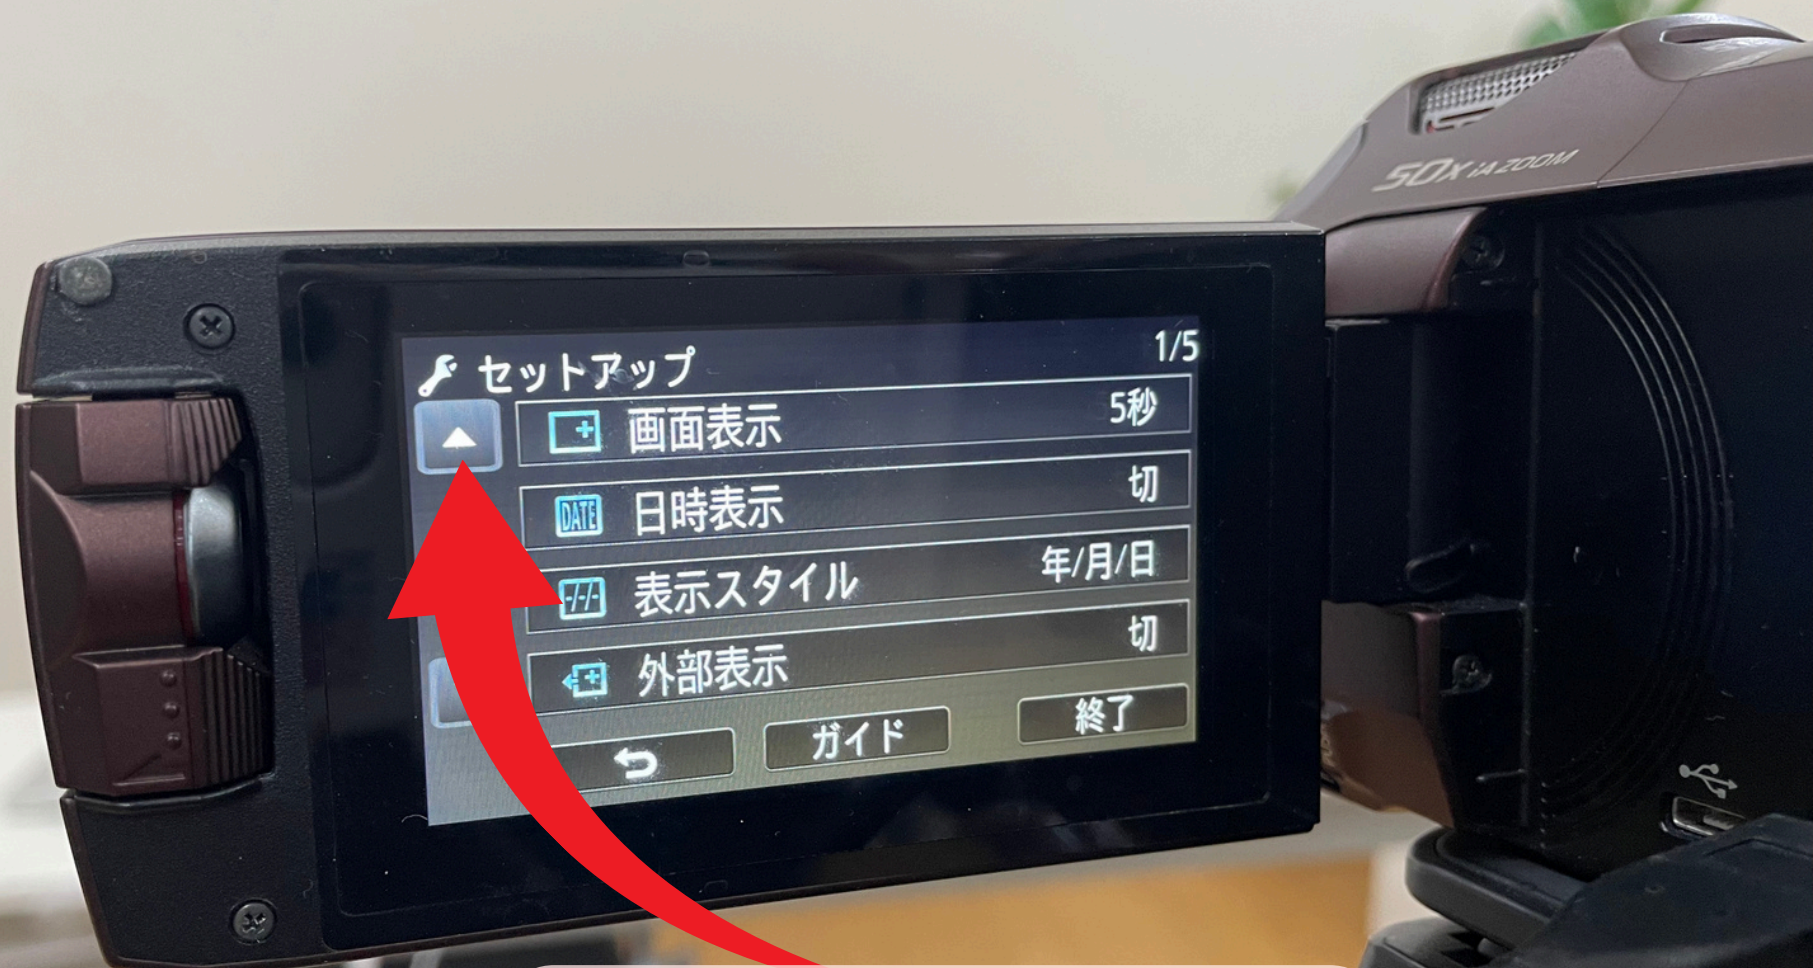 50x iA ZOOM
セットアップ 1/5
画面表示 5秒
DATE 日時表示 切
-/-/- 表示スタイル 年/月/日
外部表示 切
ガイド 終了